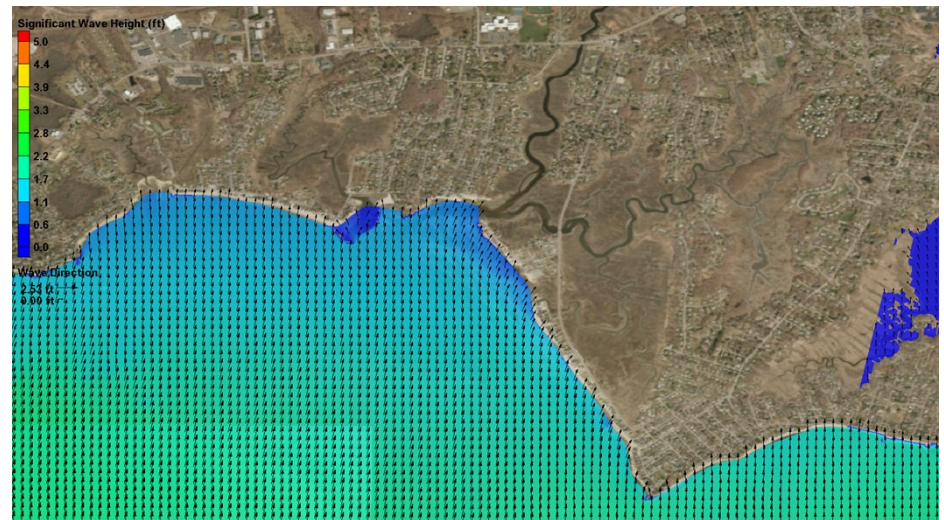 Significant Wave Height (ft)
5.0
4.4
3.9
3.3
2.8
2.2
1.7
1.1
0.6
0.0
Wave Direction
2.53 ft
0.00 ft